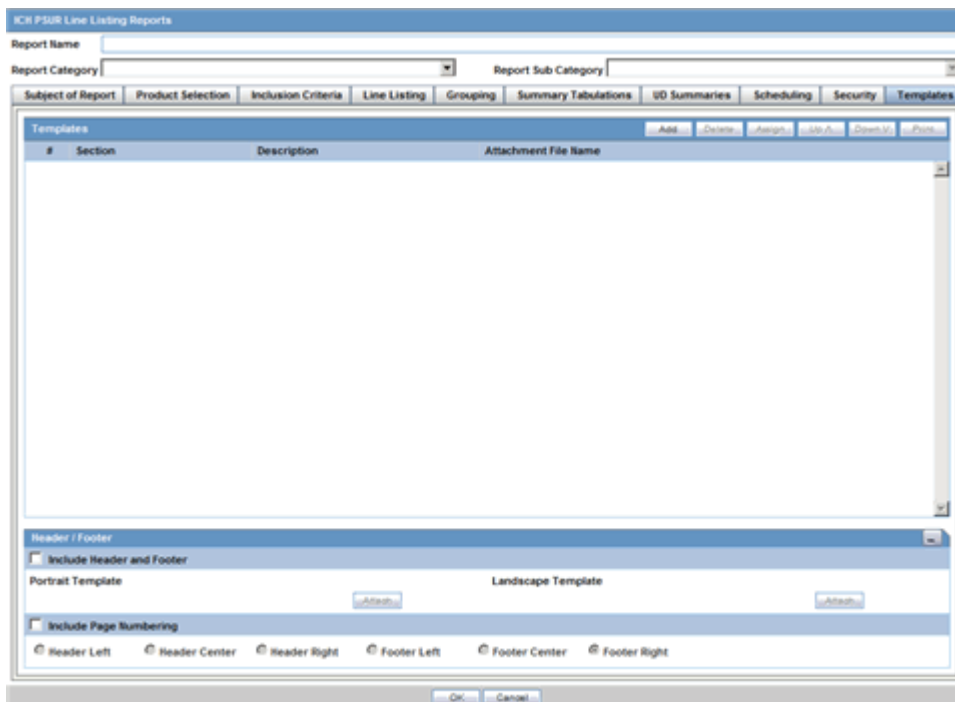 ICH PSUR Line Listing Reports
Report Name
Report Category Report Sub Category
Subject of Report Product Selection Inclusion Criteria Line Listing Grouping Summary Tabulations UD Summaries Scheduling Security Templates
Templates Add Delete Assign Up Λ Down V Print
# Section Description Attachment File Name
Header / Footer
Include Header and Footer
Portrait Template Landscape Template
Attach Attach
Include Page Numbering
Header Left Header Center Header Right Footer Left Footer Center Footer Right
OK Cancel